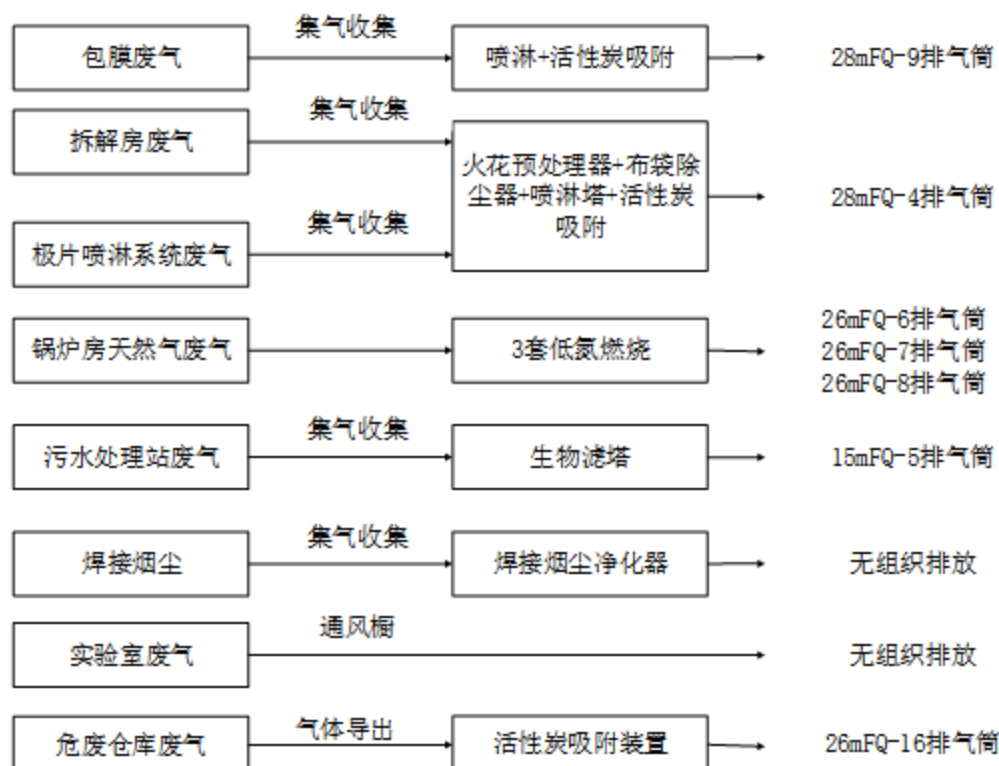 包膜废气
集气收集
喷淋+活性炭吸附
28mFQ-9排气筒
拆解房废气
集气收集
火花预处理器+布袋除
尘器+喷淋塔+活性炭
吸附
28mFQ-4排气筒
极片喷淋系统废气
集气收集
锅炉房天然气废气
3套低氮燃烧
26mFQ-6排气筒
26mFQ-7排气筒
26mFQ-8排气筒
污水处理站废气
集气收集
生物滤塔
15mFQ-5排气筒
焊接烟尘
集气收集
焊接烟尘净化器
无组织排放
实验室废气
通风橱
无组织排放
危废仓库废气
气体导出
活性炭吸附装置
26mFQ-16排气筒